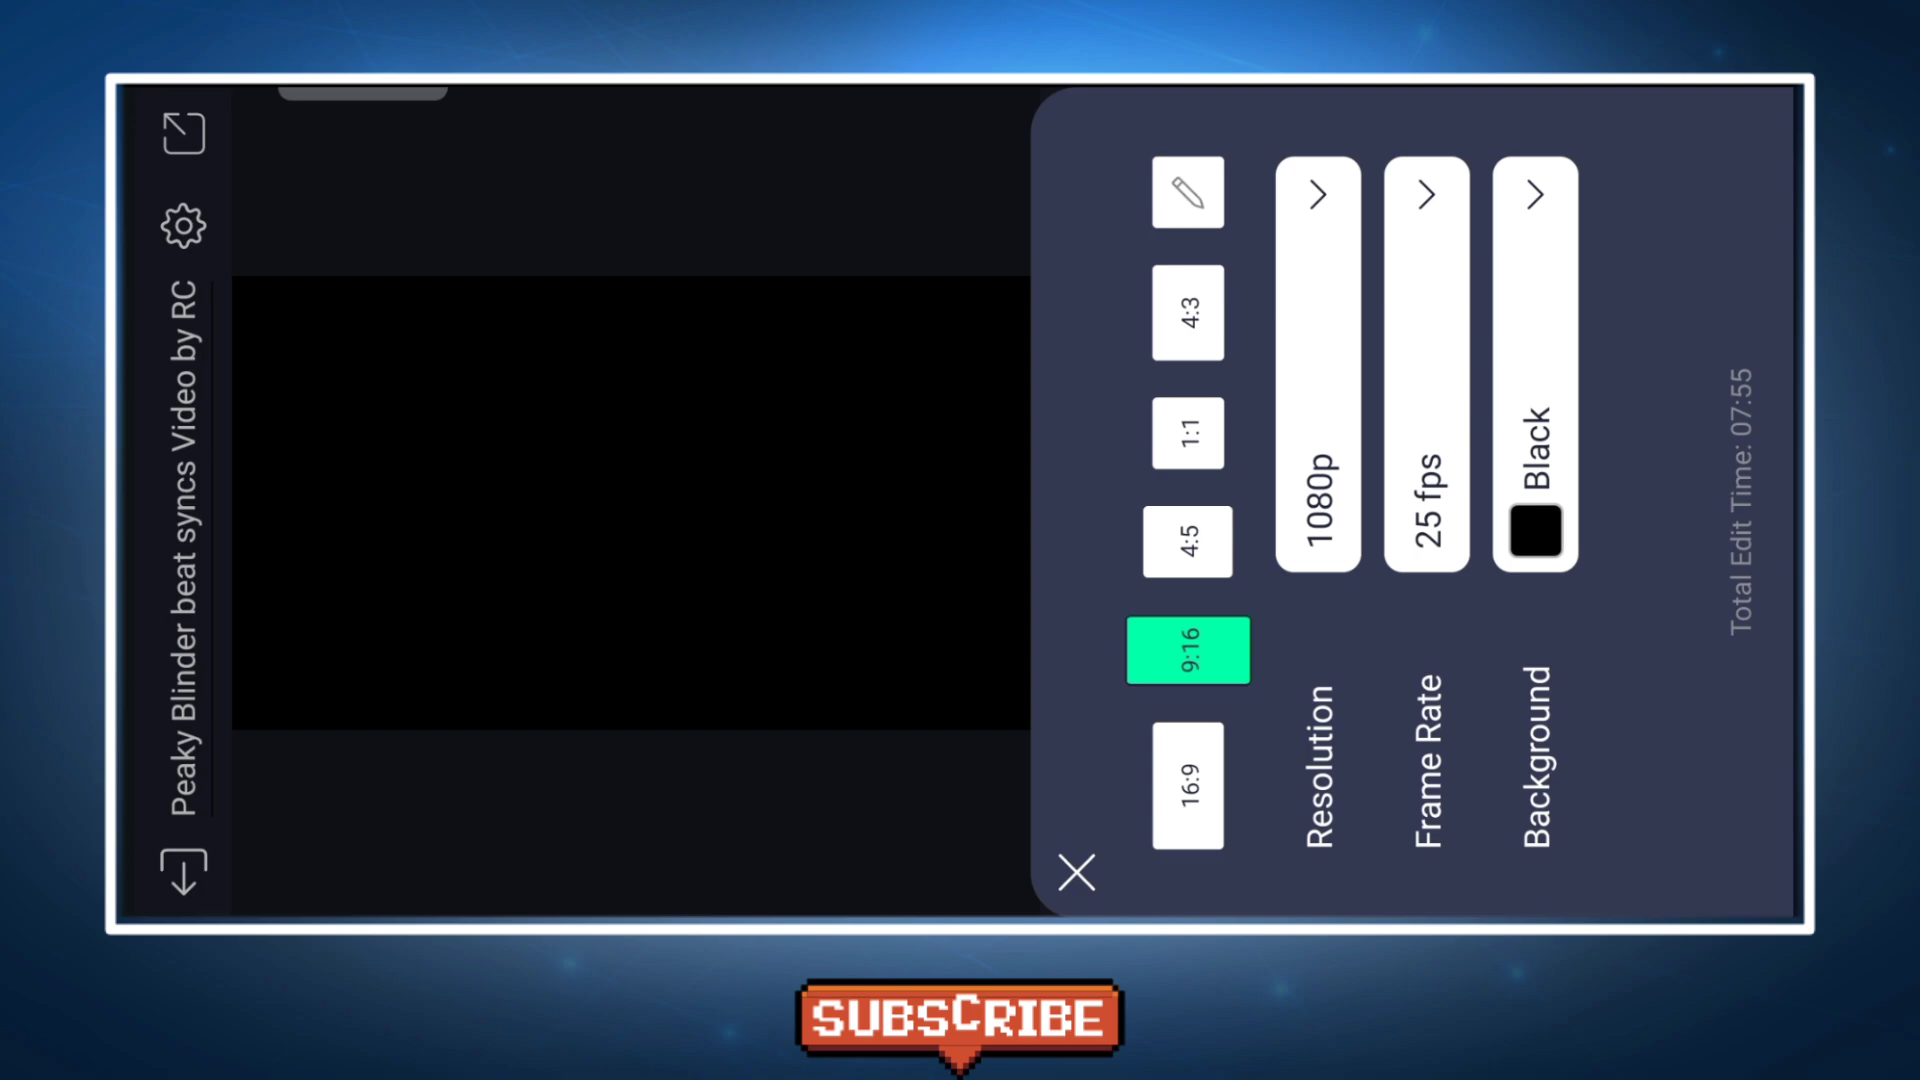 Peaky Blinder beat syncs Video by RC
16:9
9:16
4:5
1:1
4:3
Resolution
1080p
Frame Rate
25 fps
Background
Black
Total Edit Time: 07:55
SUBSCRIBE